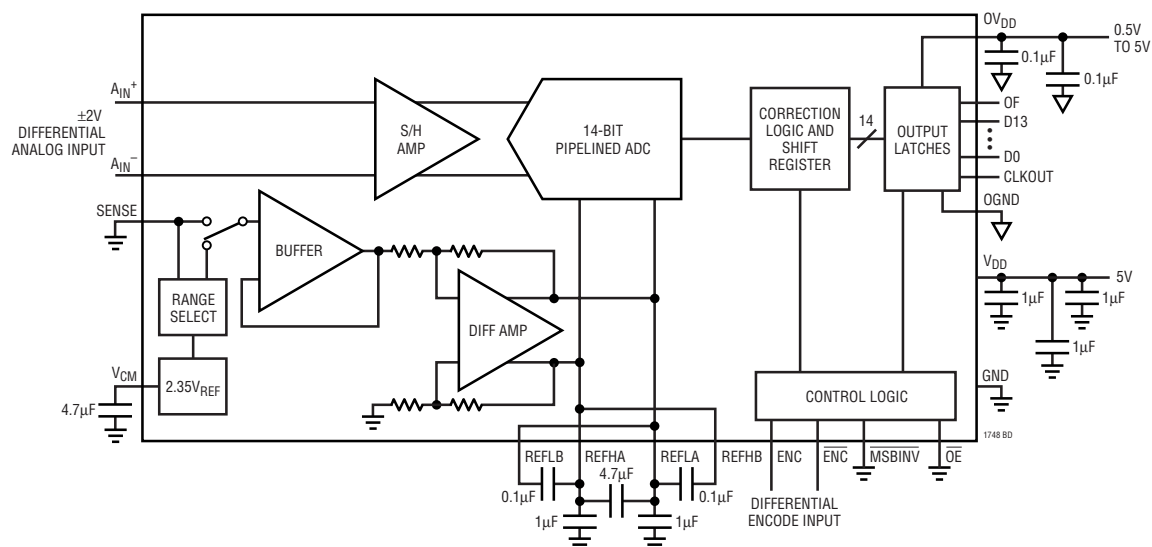 OVDD
0.5V
TO 5V
0.1µF
0.1µF
AIN+
±2V
DIFFERENTIAL
ANALOG INPUT
AIN−
S/H
AMP
14-BIT
PIPELINED ADC
CORRECTION
LOGIC AND
SHIFT
REGISTER
14
OUTPUT
LATCHES
OF
D13
D0
CLKOUT
OGND
SENSE
BUFFER
RANGE
SELECT
DIFF AMP
VDD
5V
1µF
1µF
1µF
VCM
2.35VREF
4.7µF
GND
CONTROL LOGIC
1748 BD
REFLB
REFHA
REFLA
REFHB
ENC
E̅N̅C̅
M̅S̅B̅I̅N̅V̅
O̅E̅
4.7µF
0.1µF
0.1µF
1µF
1µF
DIFFERENTIAL
ENCODE INPUT